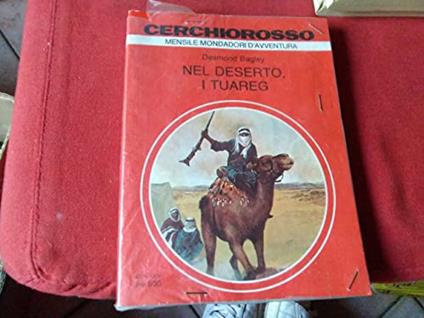 CERCHIOROSSO
MENSILE MONDADORI D'AVVENTURA
Desmond Bagley
NEL DESERTO,
I TUAREG